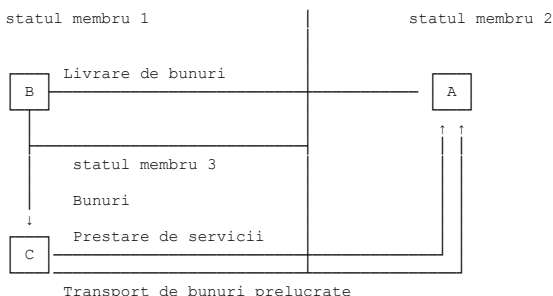 statul membru 1 statul membru 2
Livrare de bunuri
B A
statul membru 3
Bunuri
Prestare de servicii
C
Transport de bunuri prelucrate